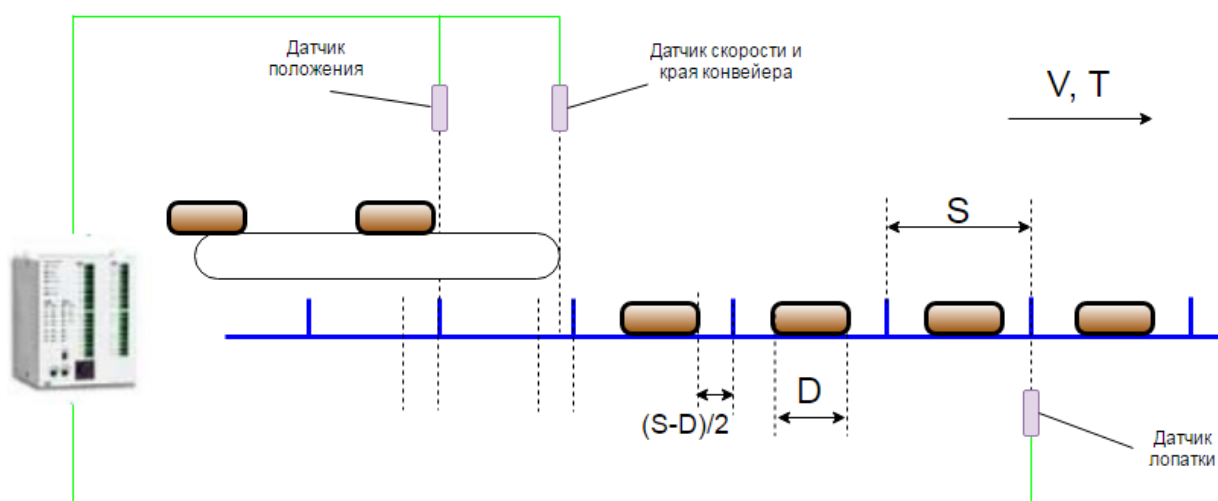 Датчик
положения
Датчик скорости и
края конвейера
V, T
S
D
(S-D)/2
Датчик
лопатки